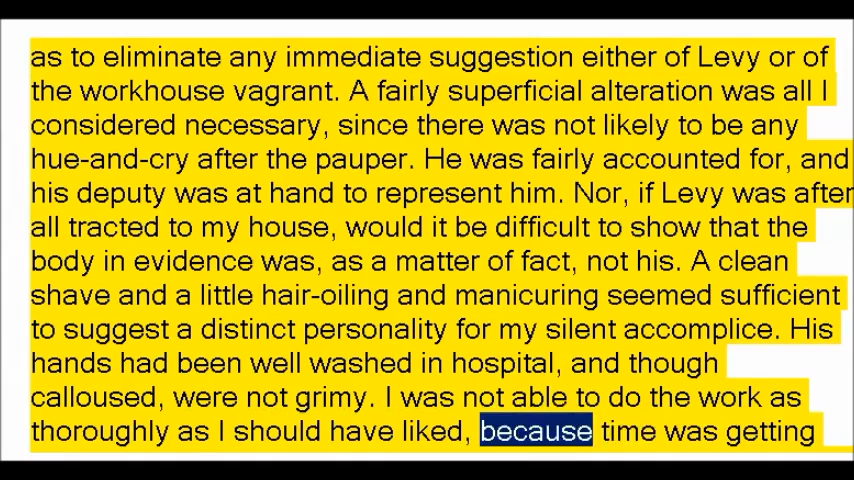 as to eliminate any immediate suggestion either of Levy or of
the workhouse vagrant. A fairly superficial alteration was all I
considered necessary, since there was not likely to be any
hue-and-cry after the pauper. He was fairly accounted for, and
his deputy was at hand to represent him. Nor, if Levy was after
all tracted to my house, would it be difficult to show that the
body in evidence was, as a matter of fact, not his. A clean
shave and a little hair-oiling and manicuring seemed sufficient
to suggest a distinct personality for my silent accomplice. His
hands had been well washed in hospital, and though
calloused, were not grimy. I was not able to do the work as
thoroughly as I should have liked, because time was getting